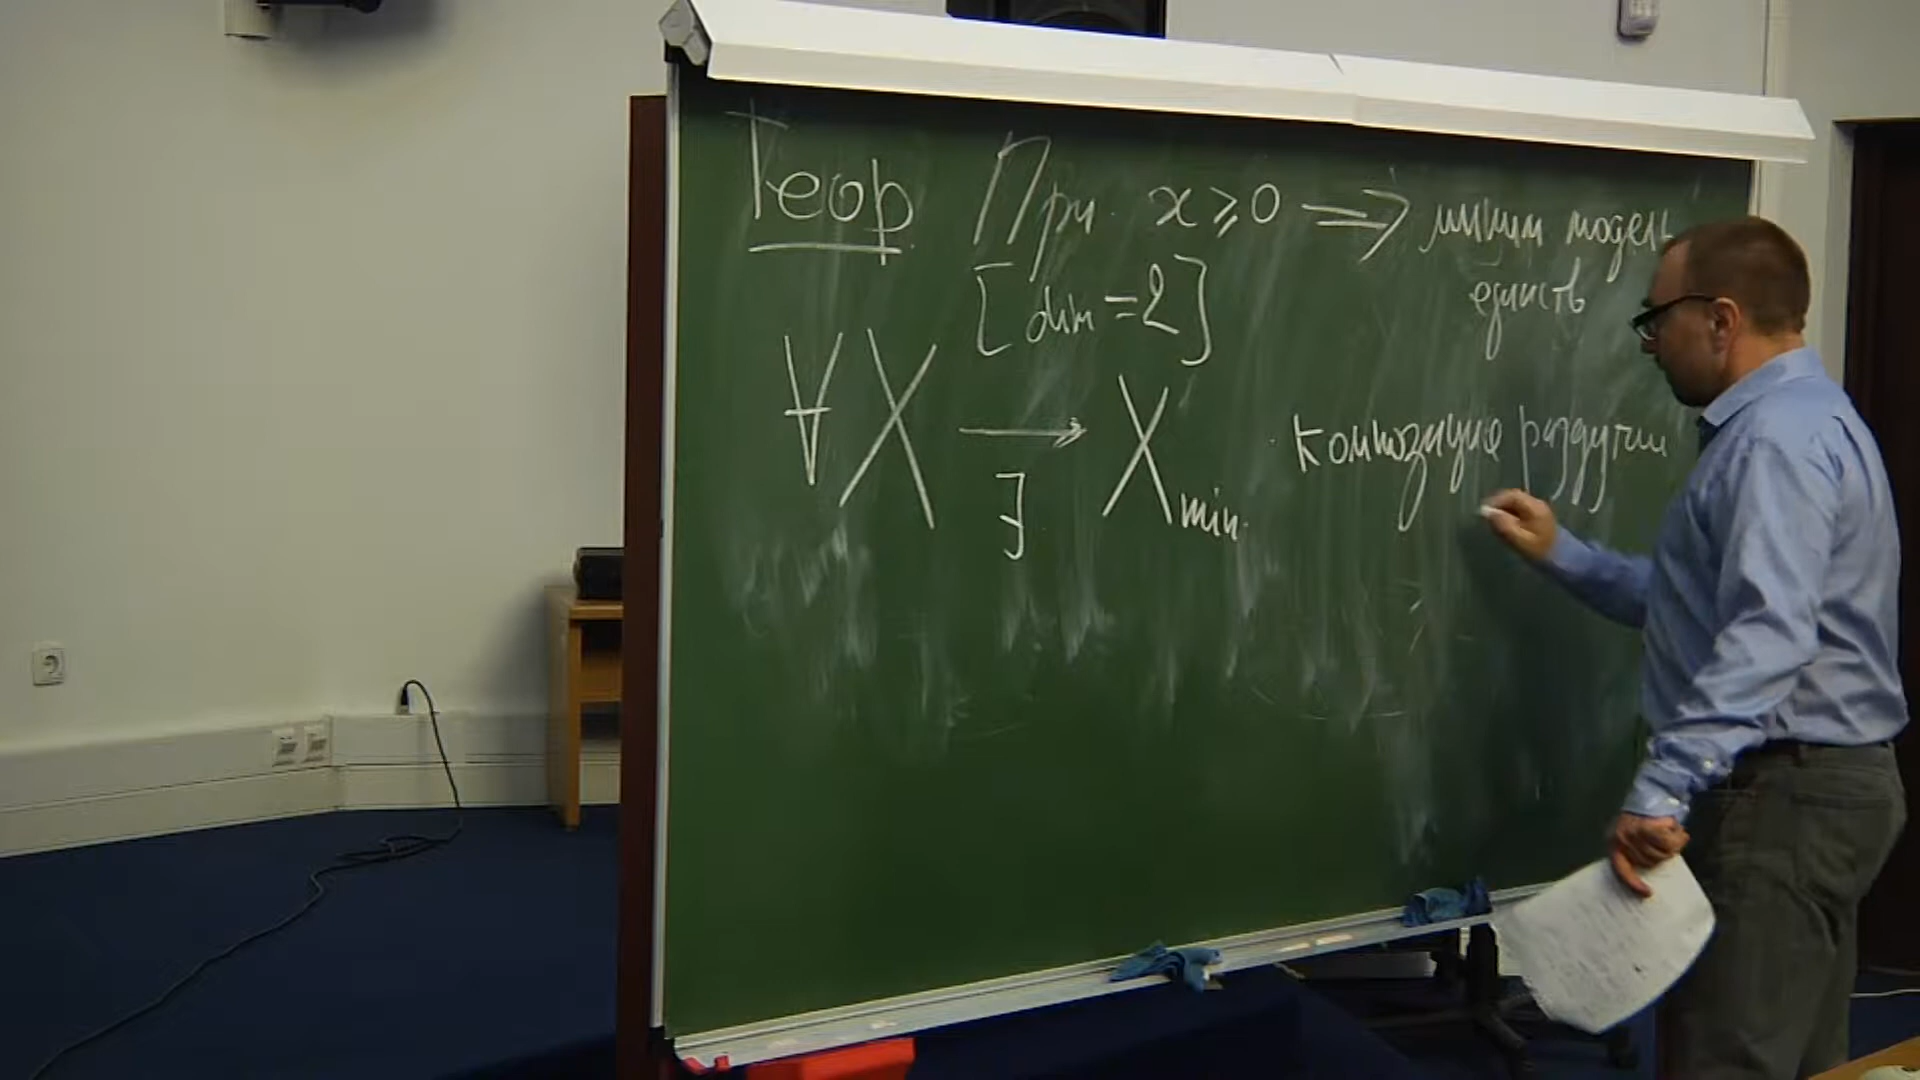 Теор При x ⩾ 0 ⟹ миним модель
[dim = 2] единств
∀ X ⟶ X min. композиция раздутий
∃